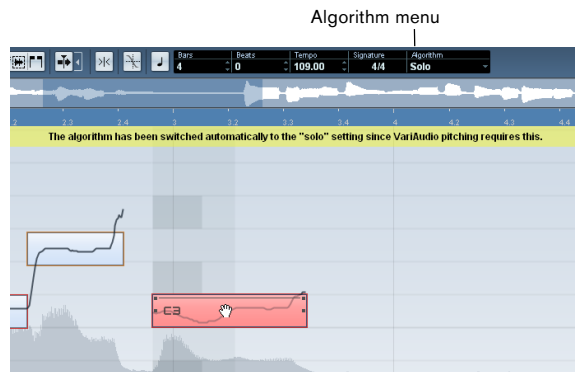 Algorithm menu
Bars Beats Tempo Signature Algorithm
4 0 109.00 4/4 Solo
2 2.3 2.4 3 3.2 3.3 3.4 4 4.2 4.3 4.4
The algorithm has been switched automatically to the "solo" setting since VariAudio pitching requires this.
C3